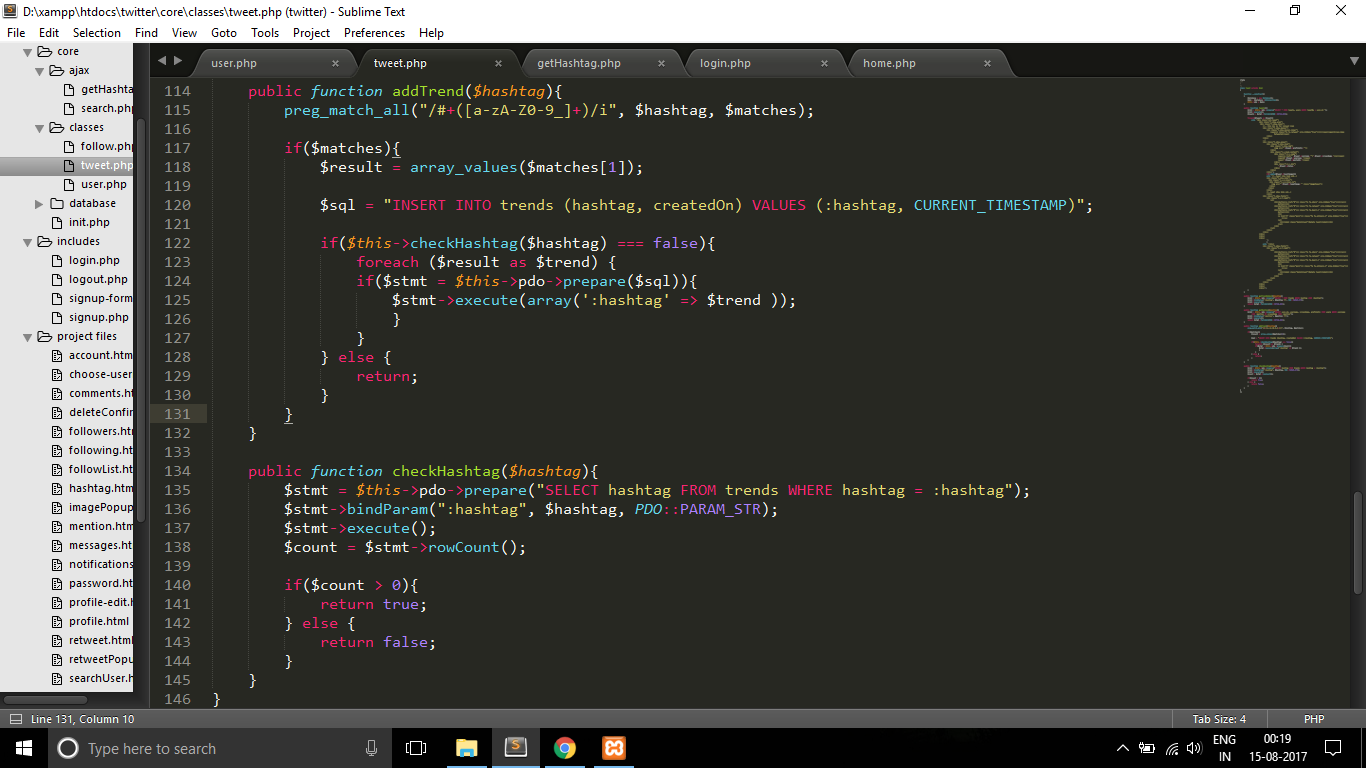 D:\xampp\htdocs\twitter\core\classes\tweet.php (twitter) - Sublime Text
File Edit Selection Find View Goto Tools Project Preferences Help
core
ajax
getHashta
search.php
classes
follow.php
tweet.php
user.php
database
init.php
includes
login.php
logout.php
signup-form
signup.php
project files
account.htm
choose-user
comments.ht
deleteConfir
followers.ht
following.ht
followList.ht
hashtag.htm
imagePopup
mention.htm
messages.ht
notifications
password.ht
profile-edit.h
profile.html
retweet.html
retweetPopu
searchUser.h
user.php × tweet.php × getHashtag.php × login.php × home.php ×
114 public function addTrend($hashtag){
115 preg_match_all("/#+([a-zA-Z0-9_]+)/i", $hashtag, $matches);
116
117 if($matches){
118 $result = array_values($matches[1]);
119
120 $sql = "INSERT INTO trends (hashtag, createdOn) VALUES (:hashtag, CURRENT_TIMESTAMP)";
121
122 if($this->checkHashtag($hashtag) === false){
123 foreach ($result as $trend) {
124 if($stmt = $this->pdo->prepare($sql)){
125 $stmt->execute(array(':hashtag' => $trend ));
126 }
127 }
128 } else {
129 return;
130 }
131 }
132 }
133
134 public function checkHashtag($hashtag){
135 $stmt = $this->pdo->prepare("SELECT hashtag FROM trends WHERE hashtag = :hashtag");
136 $stmt->bindParam(":hashtag", $hashtag, PDO::PARAM_STR);
137 $stmt->execute();
138 $count = $stmt->rowCount();
139
140 if($count > 0){
141 return true;
142 } else {
143 return false;
144 }
145 }
146 }
Line 131, Column 10 Tab Size: 4 PHP
Type here to search
ENG
IN
00:19
15-08-2017